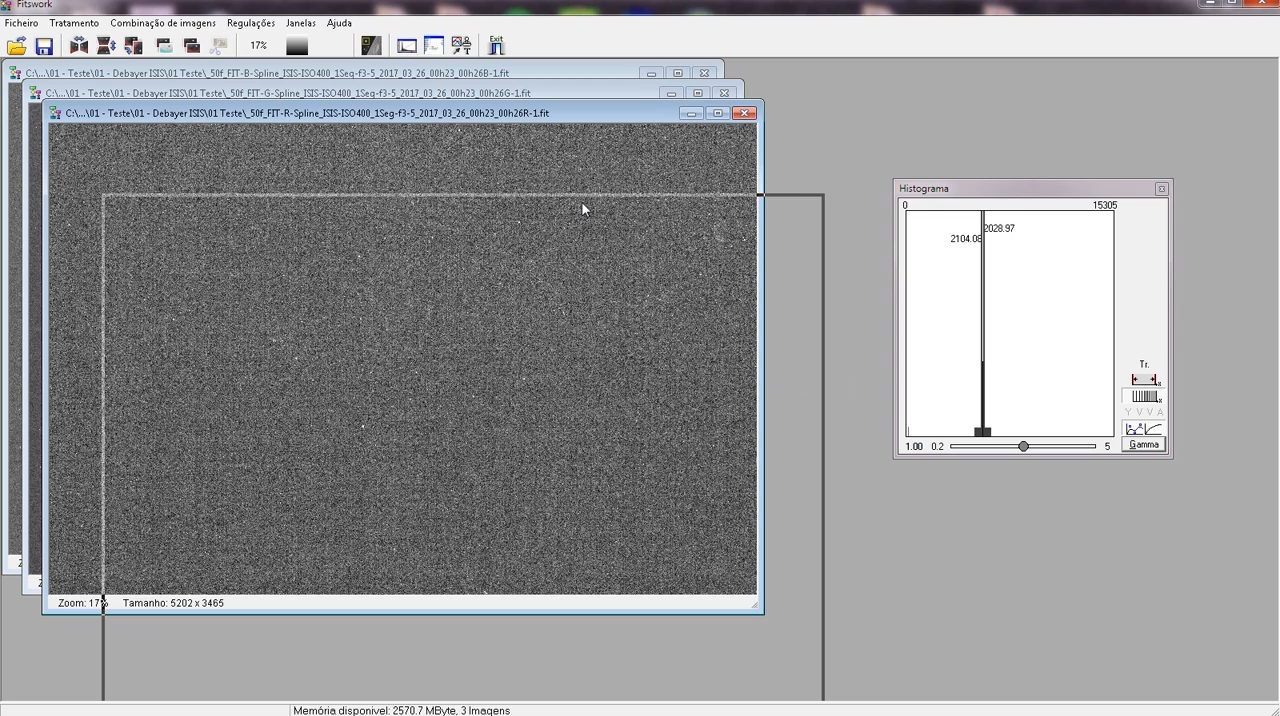 Fitswork
Ficheiro Tratamento Combinação de imagens Regulações Janelas Ajuda
17% Exit
C:\...\01 - Teste\01 - Debayer ISIS\01 Teste\_50f_FIT-B-Spline_ISIS-ISO400_1Seq-f3-5_2017_03_26_00h23_00h26B-1.fit
C:\...\01 - Teste\01 - Debayer ISIS\01 Teste\_50f_FIT-G-Spline_ISIS-ISO400_1Seg-f3-5_2017_03_26_00h23_00h26G-1.fit
C:\...\01 - Teste\01 - Debayer ISIS\01 Teste\_50f_FIT-R-Spline_ISIS-ISO400_1Seg-f3-5_2017_03_26_00h23_00h26R-1.fit
Histograma
0 15305
2028.97
2104.08
Tr.
Y V V A
1.00 0.2 5 Gamma
Zoom: 17% Tamanho: 5202 x 3465
Memória disponivel: 2570.7 MByte, 3 Imagens